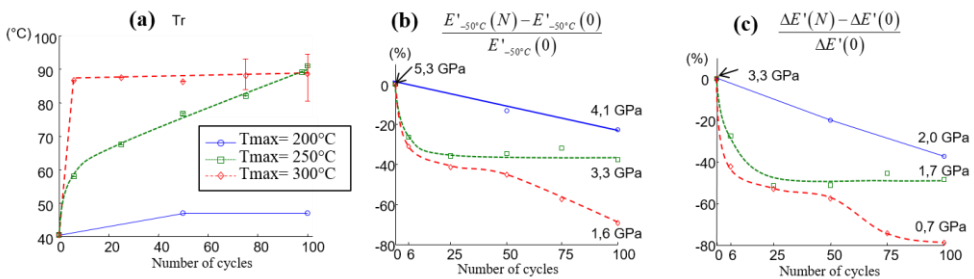 (a) Tr
(°C)
100
90
80
70
60
50
40
0 20 40 60 80 100
Number of cycles
Tmax= 200°C
Tmax= 250°C
Tmax= 300°C
(b) E'-50°C (N) – E'-50°C (0)
E'-50°C (0)
(%)
5,3 GPa
0
-20
-40
-60
-80
4,1 GPa
3,3 GPa
1,6 GPa
0 6 25 50 75 100
Number of cycles
(c) ΔE'(N) – ΔE'(0)
ΔE'(0)
(%)
3,3 GPa
0
-20
-40
-60
-80
2,0 GPa
1,7 GPa
0,7 GPa
0 6 25 50 75 100
Number of cycles